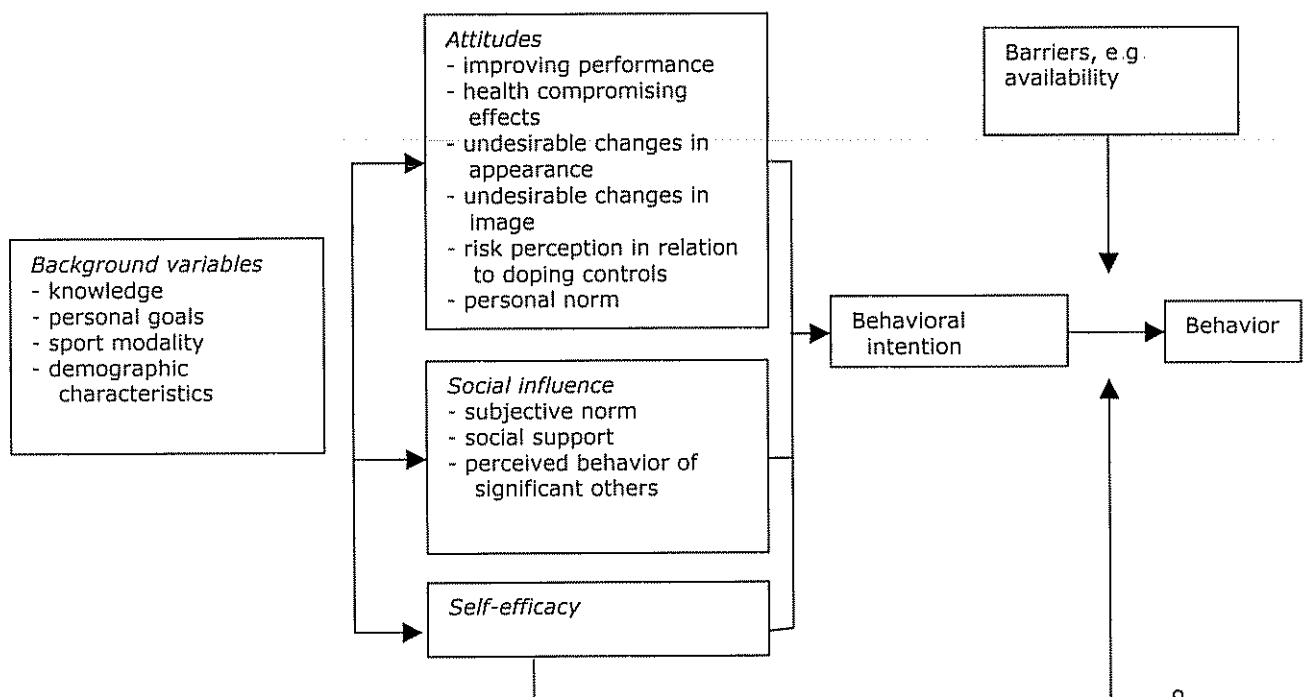 Background variables
- knowledge
- personal goals
- sport modality
- demographic
characteristics
Attitudes
- improving performance
- health compromising
effects
- undesirable changes in
appearance
- undesirable changes in
image
- risk perception in relation
to doping controls
- personal norm
Social influence
- subjective norm
- social support
- perceived behavior of
significant others
Self-efficacy
Behavioral
intention
Barriers, e.g.
availability
Behavior